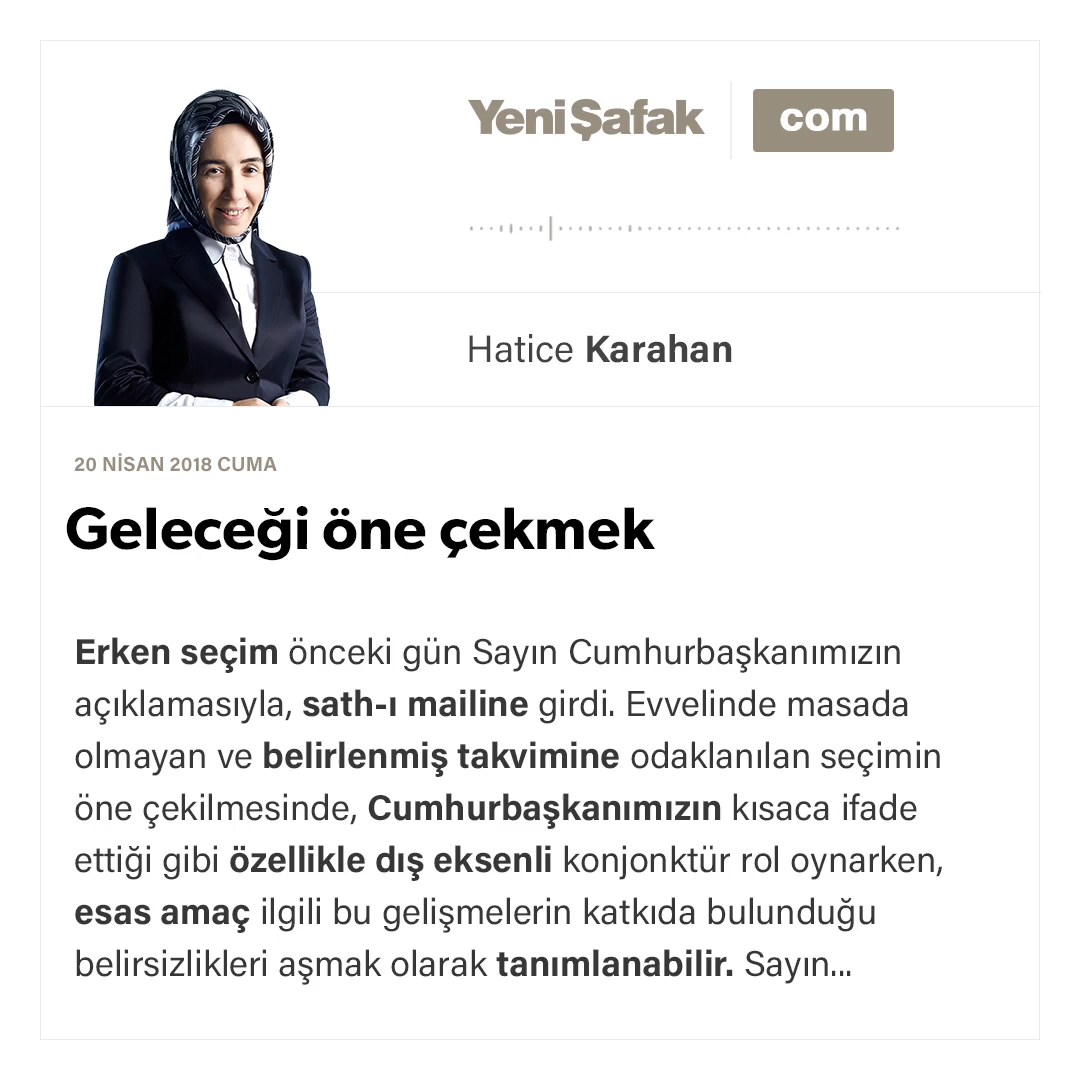 YeniŞafak com
Hatice Karahan
20 NİSAN 2018 CUMA
Geleceği öne çekmek
Erken seçim önceki gün Sayın Cumhurbaşkanımızın
açıklamasıyla, sath-ı mailine girdi. Evvelinde masada
olmayan ve belirlenmiş takvimine odaklanılan seçimin
öne çekilmesinde, Cumhurbaşkanımızın kısaca ifade
ettiği gibi özellikle dış eksenli konjonktür rol oynarken,
esas amaç ilgili bu gelişmelerin katkıda bulunduğu
belirsizlikleri aşmak olarak tanımlanabilir. Sayın...